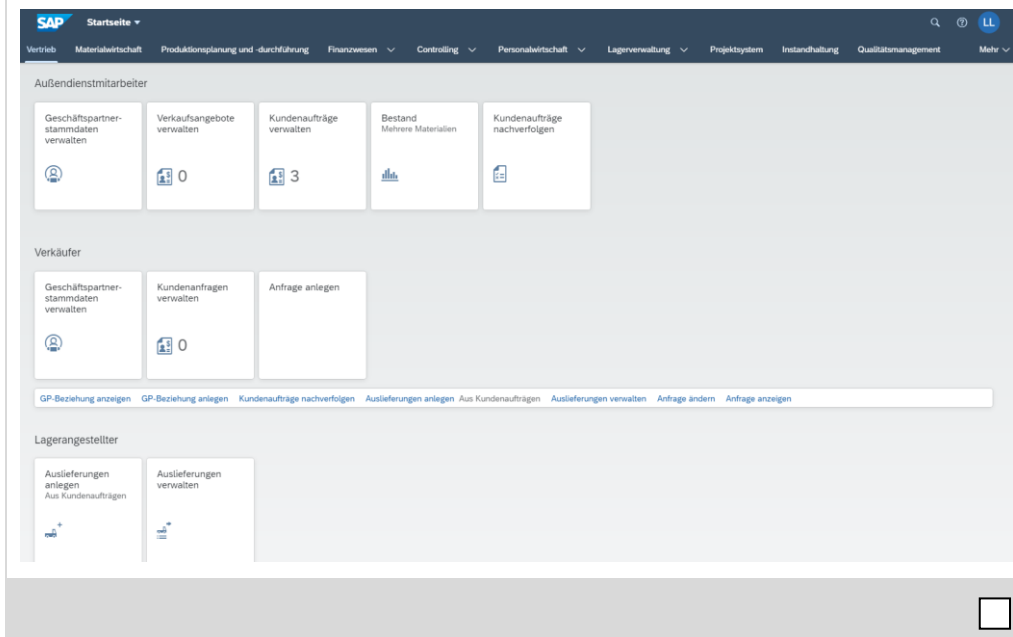 SAP Startseite
LL
Vertrieb Materialwirtschaft Produktionsplanung und -durchführung Finanzwesen Controlling Personalwirtschaft Lagerverwaltung Projektsystem Instandhaltung Qualitätsmanagement Mehr
Außendienstmitarbeiter
Geschäftspartner-
stammdaten
verwalten
Verkaufsangebote
verwalten
0
Kundenaufträge
verwalten
3
Bestand
Mehrere Materialien
Kundenaufträge
nachverfolgen
Verkäufer
Geschäftspartner-
stammdaten
verwalten
Kundenanfragen
verwalten
0
Anfrage anlegen
GP-Beziehung anzeigen GP-Beziehung anlegen Kundenaufträge nachverfolgen Auslieferungen anlegen Aus Kundenaufträgen Auslieferungen verwalten Anfrage ändern Anfrage anzeigen
Lagerangestellter
Auslieferungen
anlegen
Aus Kundenaufträgen
Auslieferungen
verwalten